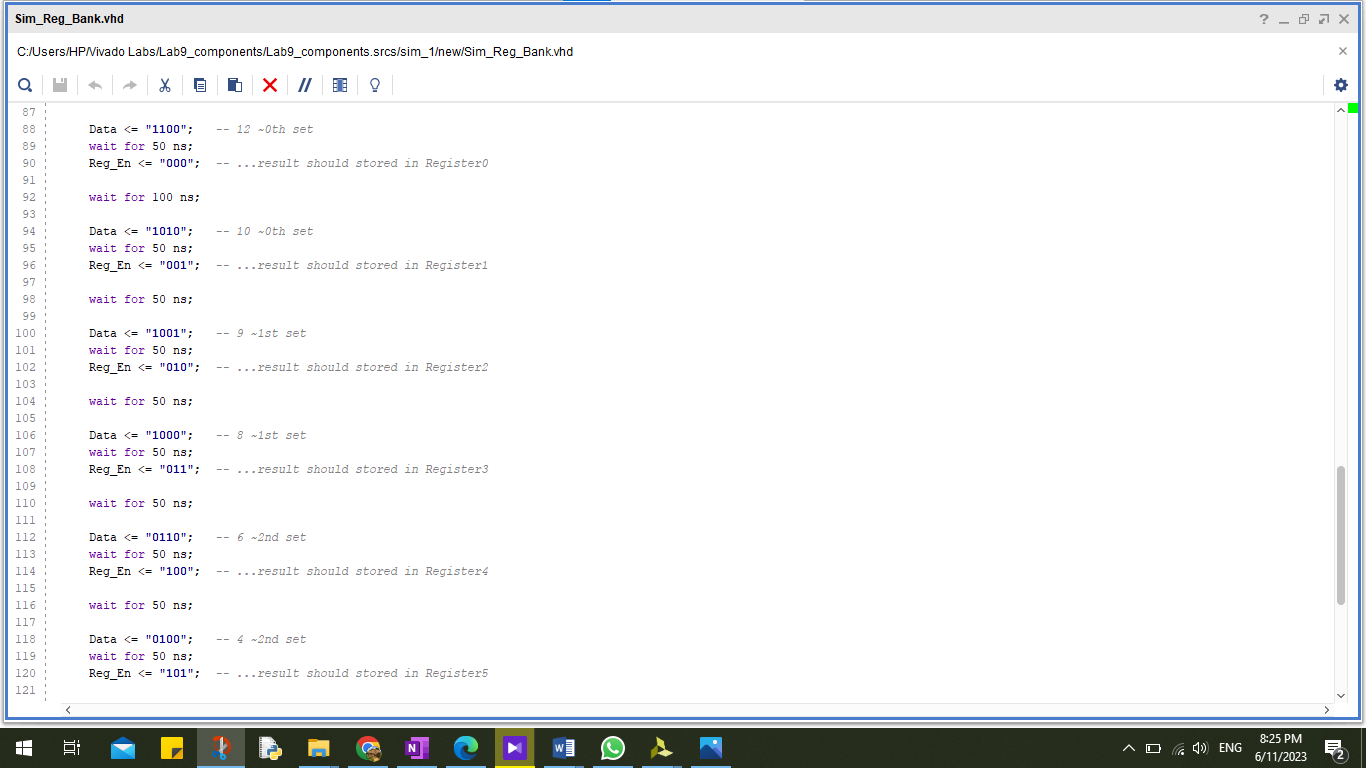 Sim_Reg_Bank.vhd
C:/Users/HP/Vivado Labs/Lab9_components/Lab9_components.srcs/sim_1/new/Sim_Reg_Bank.vhd
87
88 Data <= "1100"; -- 12 ~0th set
89 wait for 50 ns;
90 Reg_En <= "000"; -- ...result should stored in Register0
91
92 wait for 100 ns;
93
94 Data <= "1010"; -- 10 ~0th set
95 wait for 50 ns;
96 Reg_En <= "001"; -- ...result should stored in Register1
97
98 wait for 50 ns;
99
100 Data <= "1001"; -- 9 ~1st set
101 wait for 50 ns;
102 Reg_En <= "010"; -- ...result should stored in Register2
103
104 wait for 50 ns;
105
106 Data <= "1000"; -- 8 ~1st set
107 wait for 50 ns;
108 Reg_En <= "011"; -- ...result should stored in Register3
109
110 wait for 50 ns;
111
112 Data <= "0110"; -- 6 ~2nd set
113 wait for 50 ns;
114 Reg_En <= "100"; -- ...result should stored in Register4
115
116 wait for 50 ns;
117
118 Data <= "0100"; -- 4 ~2nd set
119 wait for 50 ns;
120 Reg_En <= "101"; -- ...result should stored in Register5
121
ENG
8:25 PM
6/11/2023
2